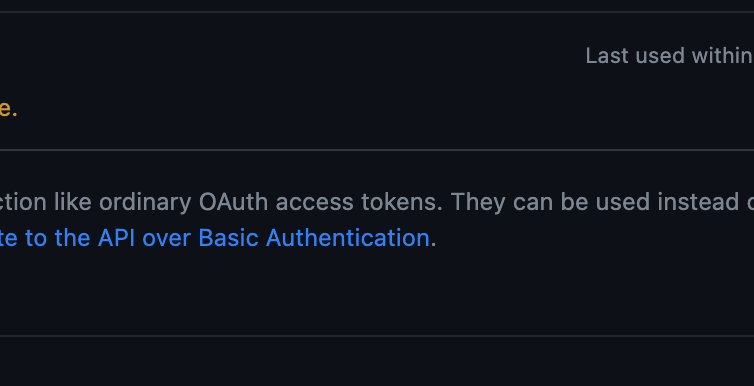 Last used within
e.
ction like ordinary OAuth access tokens. They can be used instead
te to the API over Basic Authentication.